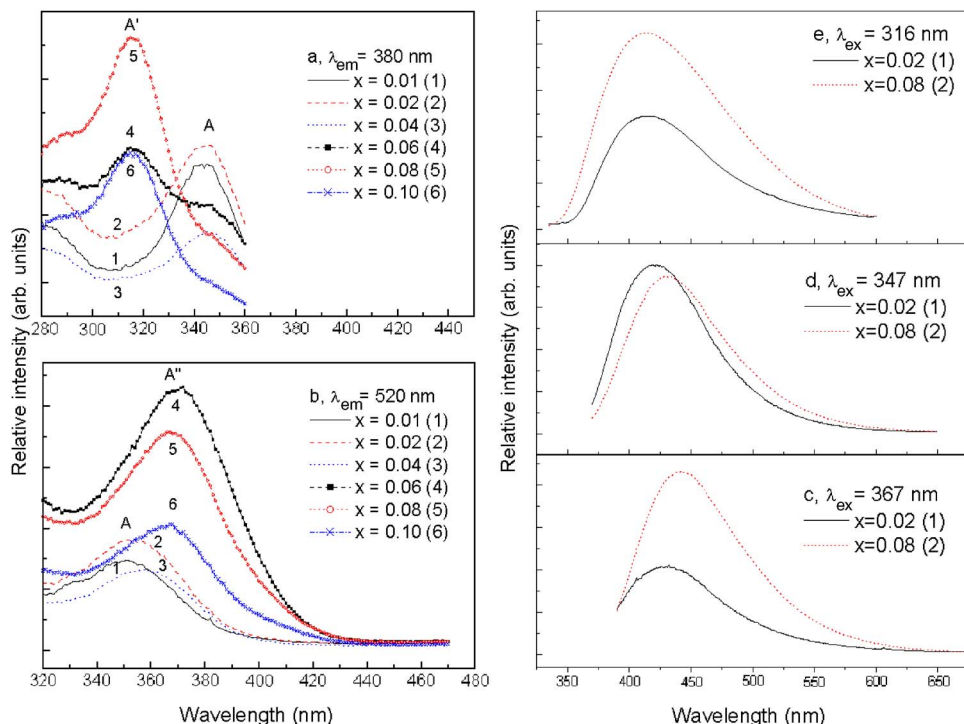 A'
5
A
4
6
2
1
3
a, λem= 380 nm
x = 0.01 (1)
x = 0.02 (2)
x = 0.04 (3)
x = 0.06 (4)
x = 0.08 (5)
x = 0.10 (6)
280 300 320 340 360 380 400 420 440
A"
4
5
6
A
2
1
3
b, λem= 520 nm
x = 0.01 (1)
x = 0.02 (2)
x = 0.04 (3)
x = 0.06 (4)
x = 0.08 (5)
x = 0.10 (6)
320 340 360 380 400 420 440 460 480
Wavelength (nm)
Relative intensity (arb. units)
e, λex= 316 nm
x=0.02 (1)
x=0.08 (2)
d, λex= 347 nm
x=0.02 (1)
x=0.08 (2)
c, λex= 367 nm
x=0.02 (1)
x=0.08 (2)
350 400 450 500 550 600 650
Wavelength (nm)
Relative intensity (arb. units)